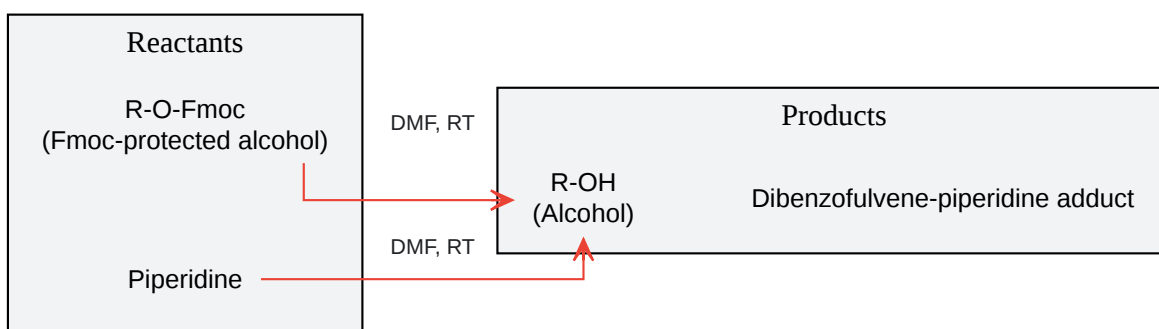 Reactants
R-O-Fmoc
(Fmoc-protected alcohol)
Piperidine
DMF, RT
DMF, RT
Products
R-OH
(Alcohol)
Dibenzofulvene-piperidine adduct